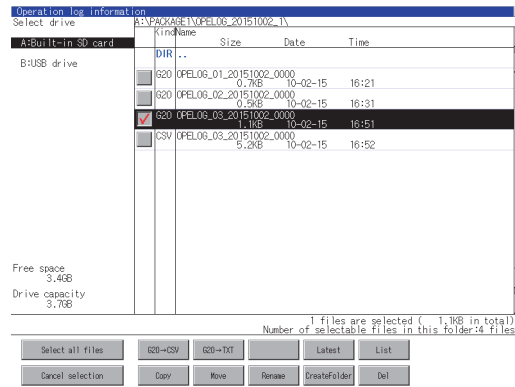 Operation log information
Select drive
A:\PACKAGE1\OPELOG_20151002_1\
Kind Name
Size Date Time
A:Built-in SD card
DIR ..
B:USB drive
G20 OPELOG_01_20151002_0000
0.7KB 10-02-15 16:21
G20 OPELOG_02_20151002_0000
0.5KB 10-02-15 16:31
G20 OPELOG_03_20151002_0000
1.1KB 10-02-15 16:51
CSV OPELOG_03_20151002_0000
5.2KB 10-02-15 16:52
Free space
3.4GB
Drive capacity
3.7GB
1 files are selected ( 1.1KB in total)
Number of selectable files in this folder:4 files
Select all files G20→CSV G20→TXT Latest List
Cancel selection Copy Move Rename CreateFolder Del